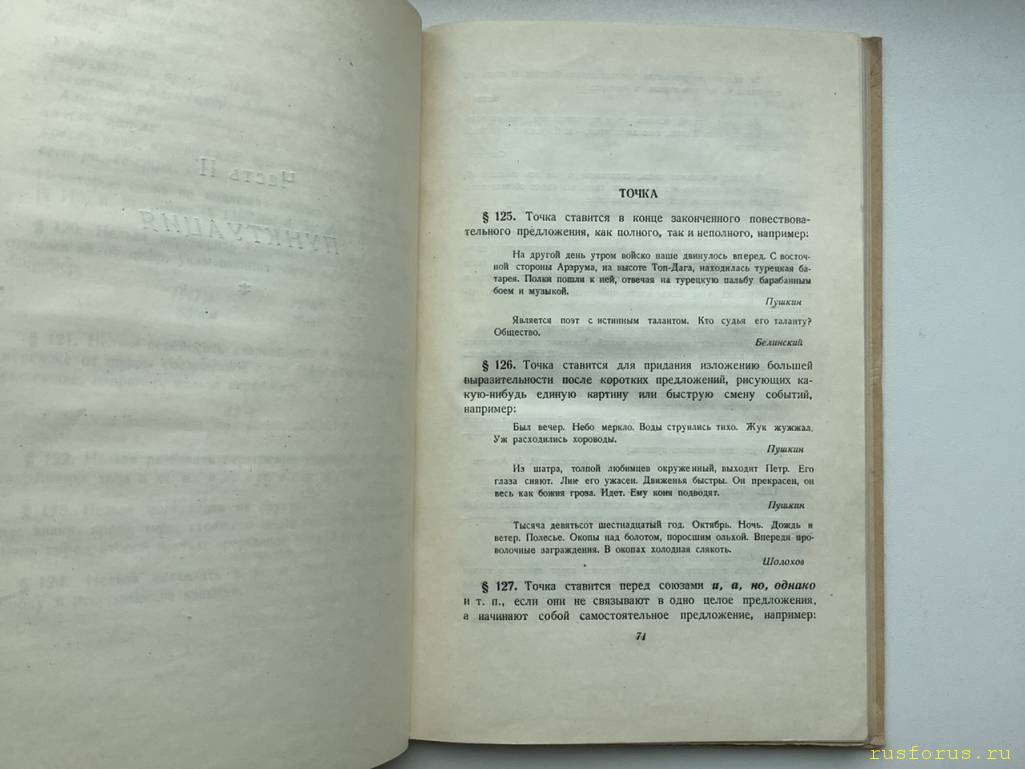 ТОЧКА
§ 125. Точка ставится в конце законченного повествова-
тельного предложения, как полного, так и неполного, например:
На другой день утром войско наше двинулось вперед. С восточ-
ной стороны Арзрума, на высоте Топ-Дага, находилась турецкая ба-
тарея. Полки пошли к ней, отвечая на турецкую пальбу барабанным
боем и музыкой.
Пушкин
Является поэт с истинным талантом. Кто судья его таланту?
Общество.
Белинский
§ 126. Точка ставится для придания изложению большей
выразительности после коротких предложений, рисующих ка-
кую-нибудь единую картину или быструю смену событий,
например:
Был вечер. Небо меркло. Воды струились тихо. Жук жужжал.
Уж расходились хороводы.
Пушкин
Из шатра, толпой любимцев окруженный, выходит Петр. Его
глаза сияют. Лик его ужасен. Движенья быстры. Он прекрасен, он
весь как божия гроза. Идет. Ему коня подводят.
Пушкин
Тысяча девятьсот шестнадцатый год. Октябрь. Ночь. Дождь и
ветер. Полесье. Окопы над болотом, поросшим ольхой. Впереди про-
волочные заграждения. В окопах холодная слякоть.
Шолохов
§ 127. Точка ставится перед союзами и, а, но, однако
и т. п., если они не связывают в одно целое предложения,
а начинают собой самостоятельное предложение, например:
71
rusforus.ru